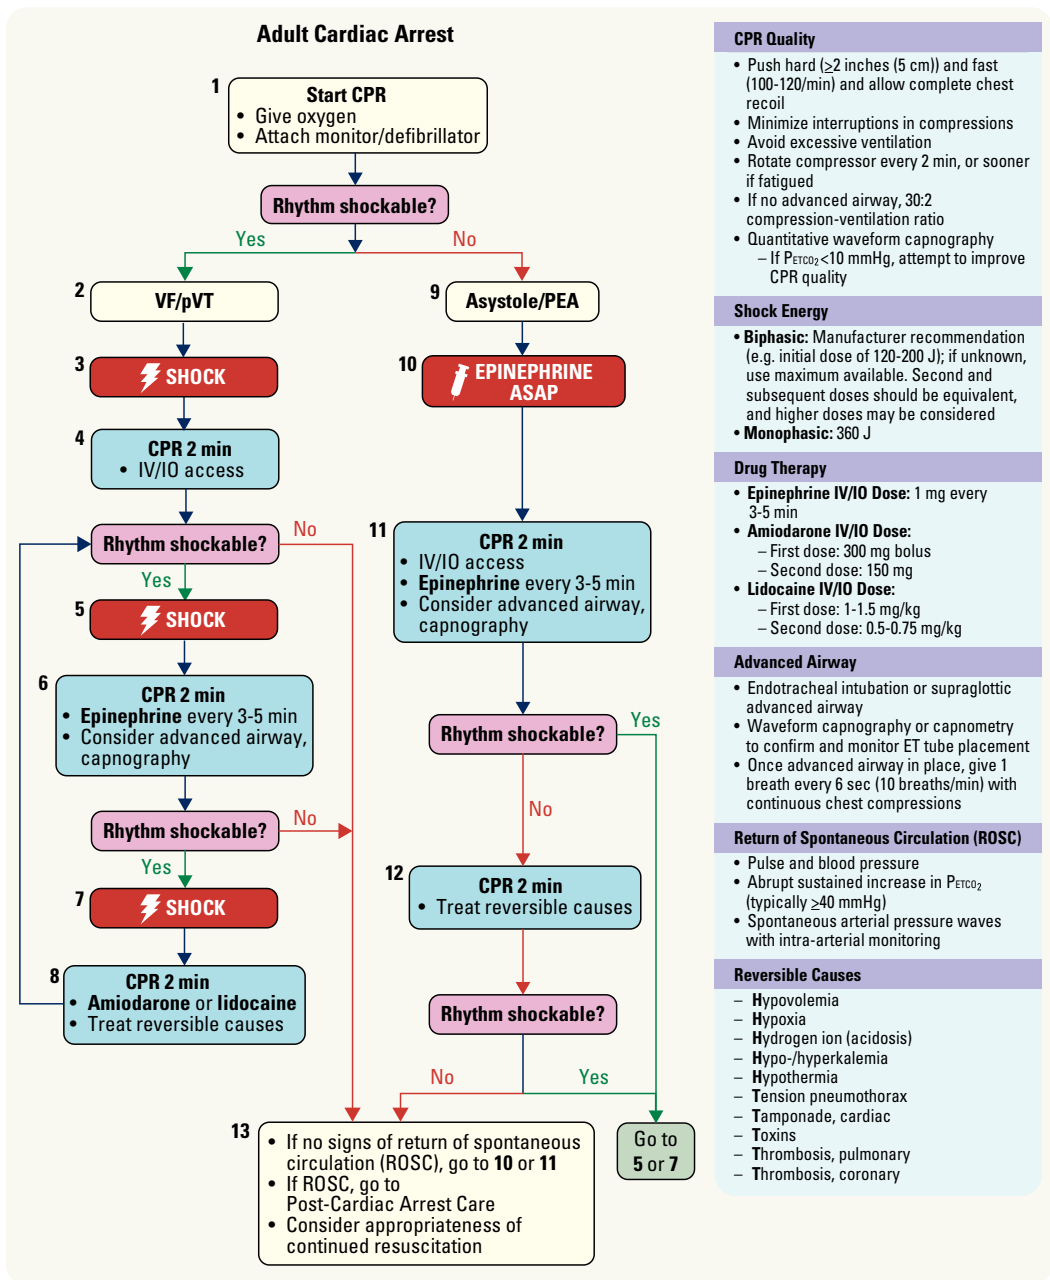 Adult Cardiac Arrest
1
Start CPR
• Give oxygen
• Attach monitor/defibrillator
Rhythm shockable?
Yes
No
2
VF/pVT
3
SHOCK
4
CPR 2 min
• IV/IO access
Rhythm shockable?
No
Yes
5
SHOCK
6
CPR 2 min
• Epinephrine every 3-5 min
• Consider advanced airway,
capnography
Rhythm shockable?
No
Yes
7
SHOCK
8
CPR 2 min
• Amiodarone or lidocaine
• Treat reversible causes
9
Asystole/PEA
10
EPINEPHRINE
ASAP
11
CPR 2 min
• IV/IO access
• Epinephrine every 3-5 min
• Consider advanced airway,
capnography
Rhythm shockable?
Yes
No
12
CPR 2 min
• Treat reversible causes
Rhythm shockable?
No
Yes
13
• If no signs of return of spontaneous
circulation (ROSC), go to 10 or 11
• If ROSC, go to
Post-Cardiac Arrest Care
• Consider appropriateness of
continued resuscitation
Go to
5 or 7
CPR Quality
• Push hard (≥2 inches (5 cm)) and fast
(100-120/min) and allow complete chest
recoil
• Minimize interruptions in compressions
• Avoid excessive ventilation
• Rotate compressor every 2 min, or sooner
if fatigued
• If no advanced airway, 30:2
compression-ventilation ratio
• Quantitative waveform capnography
– If PETCO2<10 mmHg, attempt to improve
CPR quality
Shock Energy
• Biphasic: Manufacturer recommendation
(e.g. initial dose of 120-200 J); if unknown,
use maximum available. Second and
subsequent doses should be equivalent,
and higher doses may be considered
• Monophasic: 360 J
Drug Therapy
• Epinephrine IV/IO Dose: 1 mg every
3-5 min
• Amiodarone IV/IO Dose:
– First dose: 300 mg bolus
– Second dose: 150 mg
• Lidocaine IV/IO Dose:
– First dose: 1-1.5 mg/kg
– Second dose: 0.5-0.75 mg/kg
Advanced Airway
• Endotracheal intubation or supraglottic
advanced airway
• Waveform capnography or capnometry
to confirm and monitor ET tube placement
• Once advanced airway in place, give 1
breath every 6 sec (10 breaths/min) with
continuous chest compressions
Return of Spontaneous Circulation (ROSC)
• Pulse and blood pressure
• Abrupt sustained increase in PETCO2
(typically ≥40 mmHg)
• Spontaneous arterial pressure waves
with intra-arterial monitoring
Reversible Causes
– Hypovolemia
– Hypoxia
– Hydrogen ion (acidosis)
– Hypo-/hyperkalemia
– Hypothermia
– Tension pneumothorax
– Tamponade, cardiac
– Toxins
– Thrombosis, pulmonary
– Thrombosis, coronary